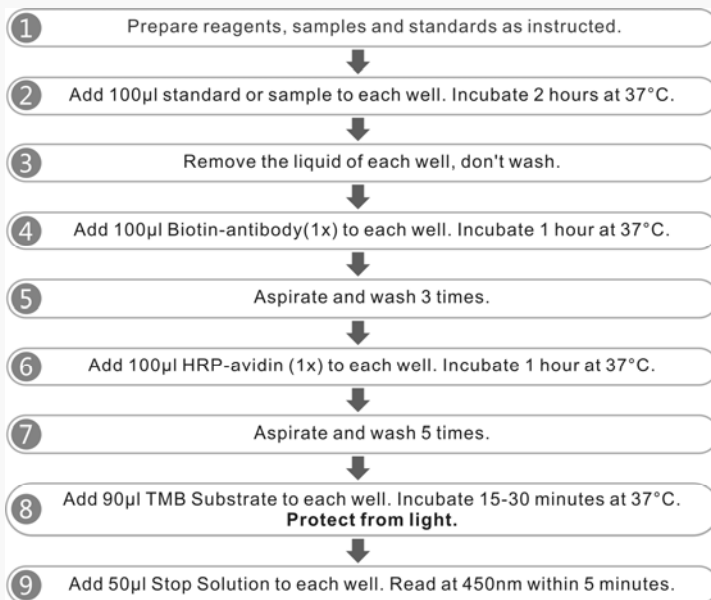 1 Prepare reagents, samples and standards as instructed.
2 Add 100µl standard or sample to each well. Incubate 2 hours at 37°C.
3 Remove the liquid of each well, don't wash.
4 Add 100µl Biotin-antibody(1x) to each well. Incubate 1 hour at 37°C.
5 Aspirate and wash 3 times.
6 Add 100µl HRP-avidin (1x) to each well. Incubate 1 hour at 37°C.
7 Aspirate and wash 5 times.
8 Add 90µl TMB Substrate to each well. Incubate 15-30 minutes at 37°C.
Protect from light.
9 Add 50µl Stop Solution to each well. Read at 450nm within 5 minutes.